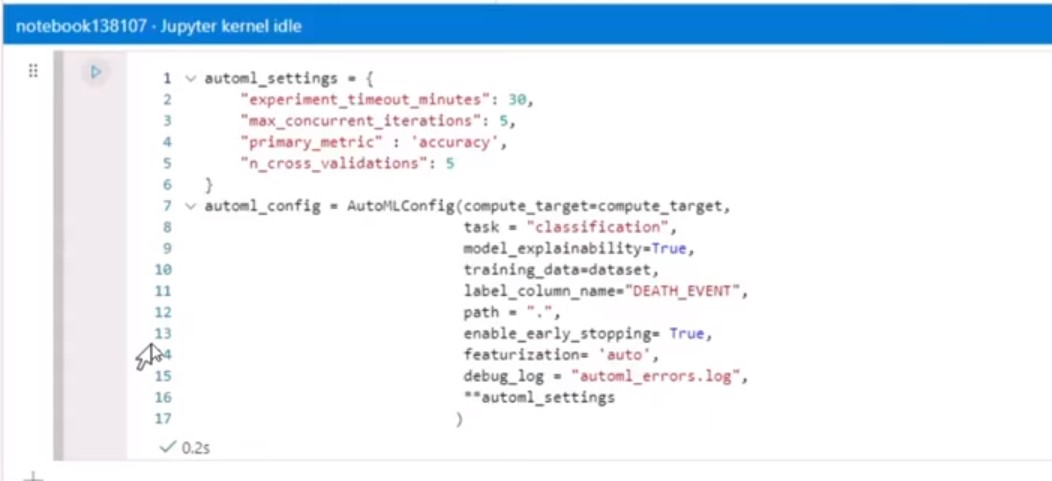 notebook138107 - Jupyter kernel idle
1 automl_settings = {
2 "experiment_timeout_minutes": 30,
3 "max_concurrent_iterations": 5,
4 "primary_metric" : 'accuracy',
5 "n_cross_validations": 5
6 }
7 automl_config = AutoMLConfig(compute_target=compute_target,
8 task = "classification",
9 model_explainability=True,
10 training_data=dataset,
11 label_column_name="DEATH_EVENT",
12 path = ".",
13 enable_early_stopping= True,
14 featurization= 'auto',
15 debug_log = "automl_errors.log",
16 **automl_settings
17 )
0.2s